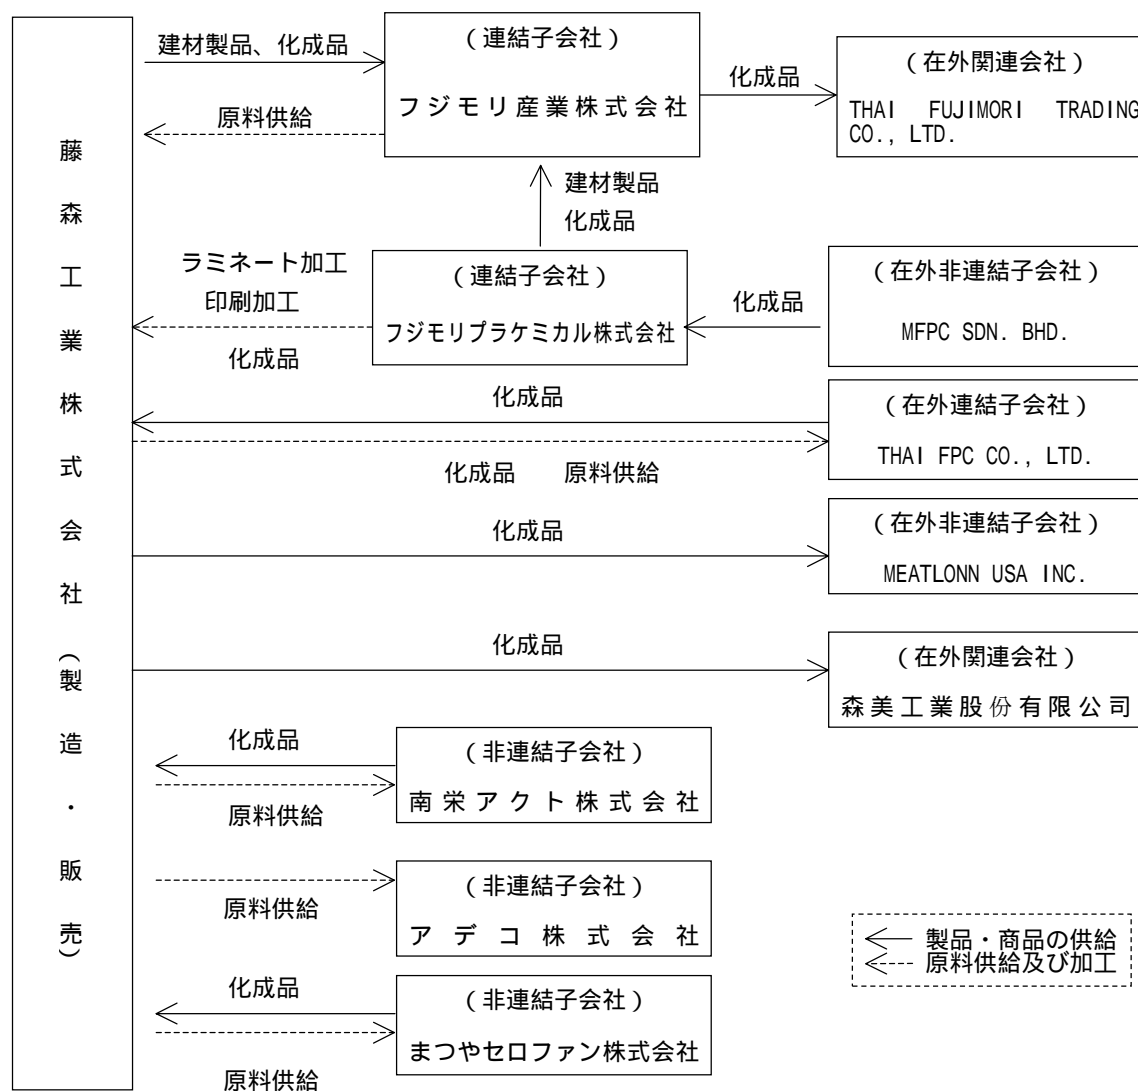 藤森工業株式会社(製造・販売)
建材製品、化成品
原料供給
(連結子会社)
フジモリ産業株式会社
化成品
(在外関連会社)
THAI FUJIMORI TRADING
CO., LTD.
建材製品
化成品
ラミネート加工
印刷加工
化成品
(連結子会社)
フジモリプラケミカル株式会社
化成品
(在外非連結子会社)
MFPC SDN. BHD.
化成品
化成品 原料供給
(在外連結子会社)
THAI FPC CO., LTD.
化成品
(在外非連結子会社)
MEATLONN USA INC.
化成品
(在外関連会社)
森美工業股份有限公司
化成品
原料供給
(非連結子会社)
南栄アクト株式会社
原料供給
(非連結子会社)
アデコ株式会社
化成品
原料供給
(非連結子会社)
まつやセロファン株式会社
製品・商品の供給
原料供給及び加工